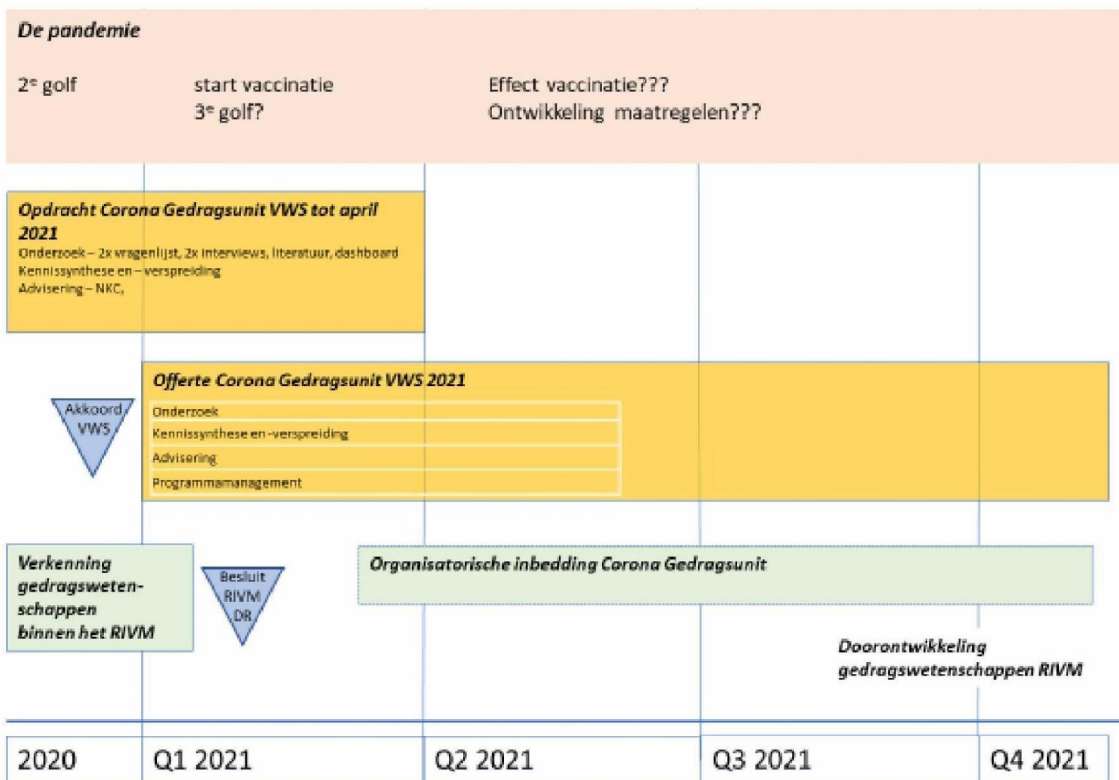 De pandemie
2e golf
start vaccinatie
3e golf?
Effect vaccinatie???
Ontwikkeling maatregelen???
Opdracht Corona Gedragsunit VWS tot april
2021
Onderzoek – 2x vragenlijst, 2x interviews, literatuur, dashboard
Kennissynthese en – verspreiding
Advisering – NKC,
Offerte Corona Gedragsunit VWS 2021
Onderzoek
Kennissynthese en -verspreiding
Advisering
Programmamanagement
Akkoord
VWS
Verkenning
gedragsweten-
schappen
binnen het RIVM
Besluit
RIVM
DR
Organisatorische inbedding Corona Gedragsunit
Doorontwikkeling
gedragswetenschappen RIVM
2020
Q1 2021
Q2 2021
Q3 2021
Q4 2021